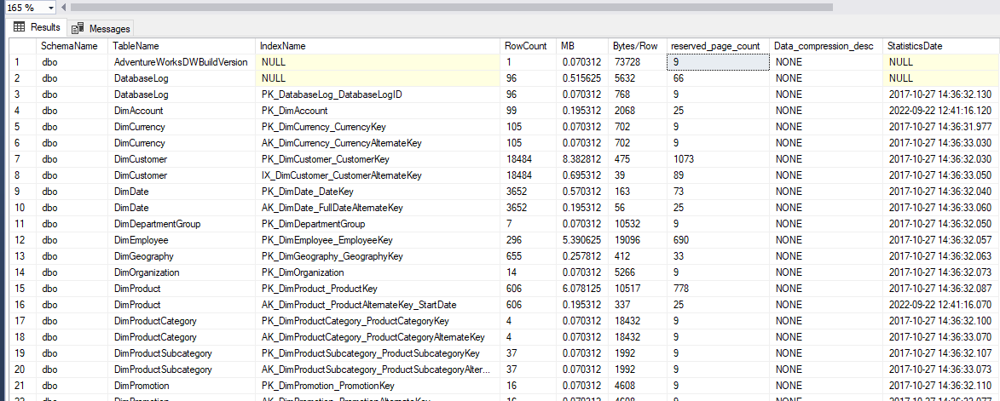 165 %
Results Messages
SchemaName TableName IndexName RowCount MB Bytes/Row reserved_page_count Data_compression_desc StatisticsDate
1 dbo AdventureWorksDWBuildVersion NULL 1 0.070312 73728 9 NONE NULL
2 dbo DatabaseLog NULL 96 0.515625 5632 66 NONE NULL
3 dbo DatabaseLog PK_DatabaseLog_DatabaseLogID 96 0.070312 768 9 NONE 2017-10-27 14:36:32.130
4 dbo DimAccount PK_DimAccount 99 0.195312 2068 25 NONE 2022-09-22 12:41:16.120
5 dbo DimCurrency PK_DimCurrency_CurrencyKey 105 0.070312 702 9 NONE 2017-10-27 14:36:31.977
6 dbo DimCurrency AK_DimCurrency_CurrencyAlternateKey 105 0.070312 702 9 NONE 2017-10-27 14:36:33.030
7 dbo DimCustomer PK_DimCustomer_CustomerKey 18484 8.382812 475 1073 NONE 2017-10-27 14:36:32.030
8 dbo DimCustomer IX_DimCustomer_CustomerAlternateKey 18484 0.695312 39 89 NONE 2017-10-27 14:36:33.050
9 dbo DimDate PK_DimDate_DateKey 3652 0.570312 163 73 NONE 2017-10-27 14:36:32.040
10 dbo DimDate AK_DimDate_FullDateAlternateKey 3652 0.195312 56 25 NONE 2017-10-27 14:36:33.060
11 dbo DimDepartmentGroup PK_DimDepartmentGroup 7 0.070312 10532 9 NONE 2017-10-27 14:36:32.050
12 dbo DimEmployee PK_DimEmployee_EmployeeKey 296 5.390625 19096 690 NONE 2017-10-27 14:36:32.057
13 dbo DimGeography PK_DimGeography_GeographyKey 655 0.257812 412 33 NONE 2017-10-27 14:36:32.063
14 dbo DimOrganization PK_DimOrganization 14 0.070312 5266 9 NONE 2017-10-27 14:36:32.073
15 dbo DimProduct PK_DimProduct_ProductKey 606 6.078125 10517 778 NONE 2017-10-27 14:36:32.087
16 dbo DimProduct AK_DimProduct_ProductAlternateKey_StartDate 606 0.195312 337 25 NONE 2022-09-22 12:41:16.070
17 dbo DimProductCategory PK_DimProductCategory_ProductCategoryKey 4 0.070312 18432 9 NONE 2017-10-27 14:36:32.100
18 dbo DimProductCategory AK_DimProductCategory_ProductCategoryAlternateKey 4 0.070312 18432 9 NONE 2017-10-27 14:36:33.070
19 dbo DimProductSubcategory PK_DimProductSubcategory_ProductSubcategoryKey 37 0.070312 1992 9 NONE 2017-10-27 14:36:32.107
20 dbo DimProductSubcategory AK_DimProductSubcategory_ProductSubcategoryAlter... 37 0.070312 1992 9 NONE 2017-10-27 14:36:33.073
21 dbo DimPromotion PK_DimPromotion_PromotionKey 16 0.070312 4608 9 NONE 2017-10-27 14:36:32.110